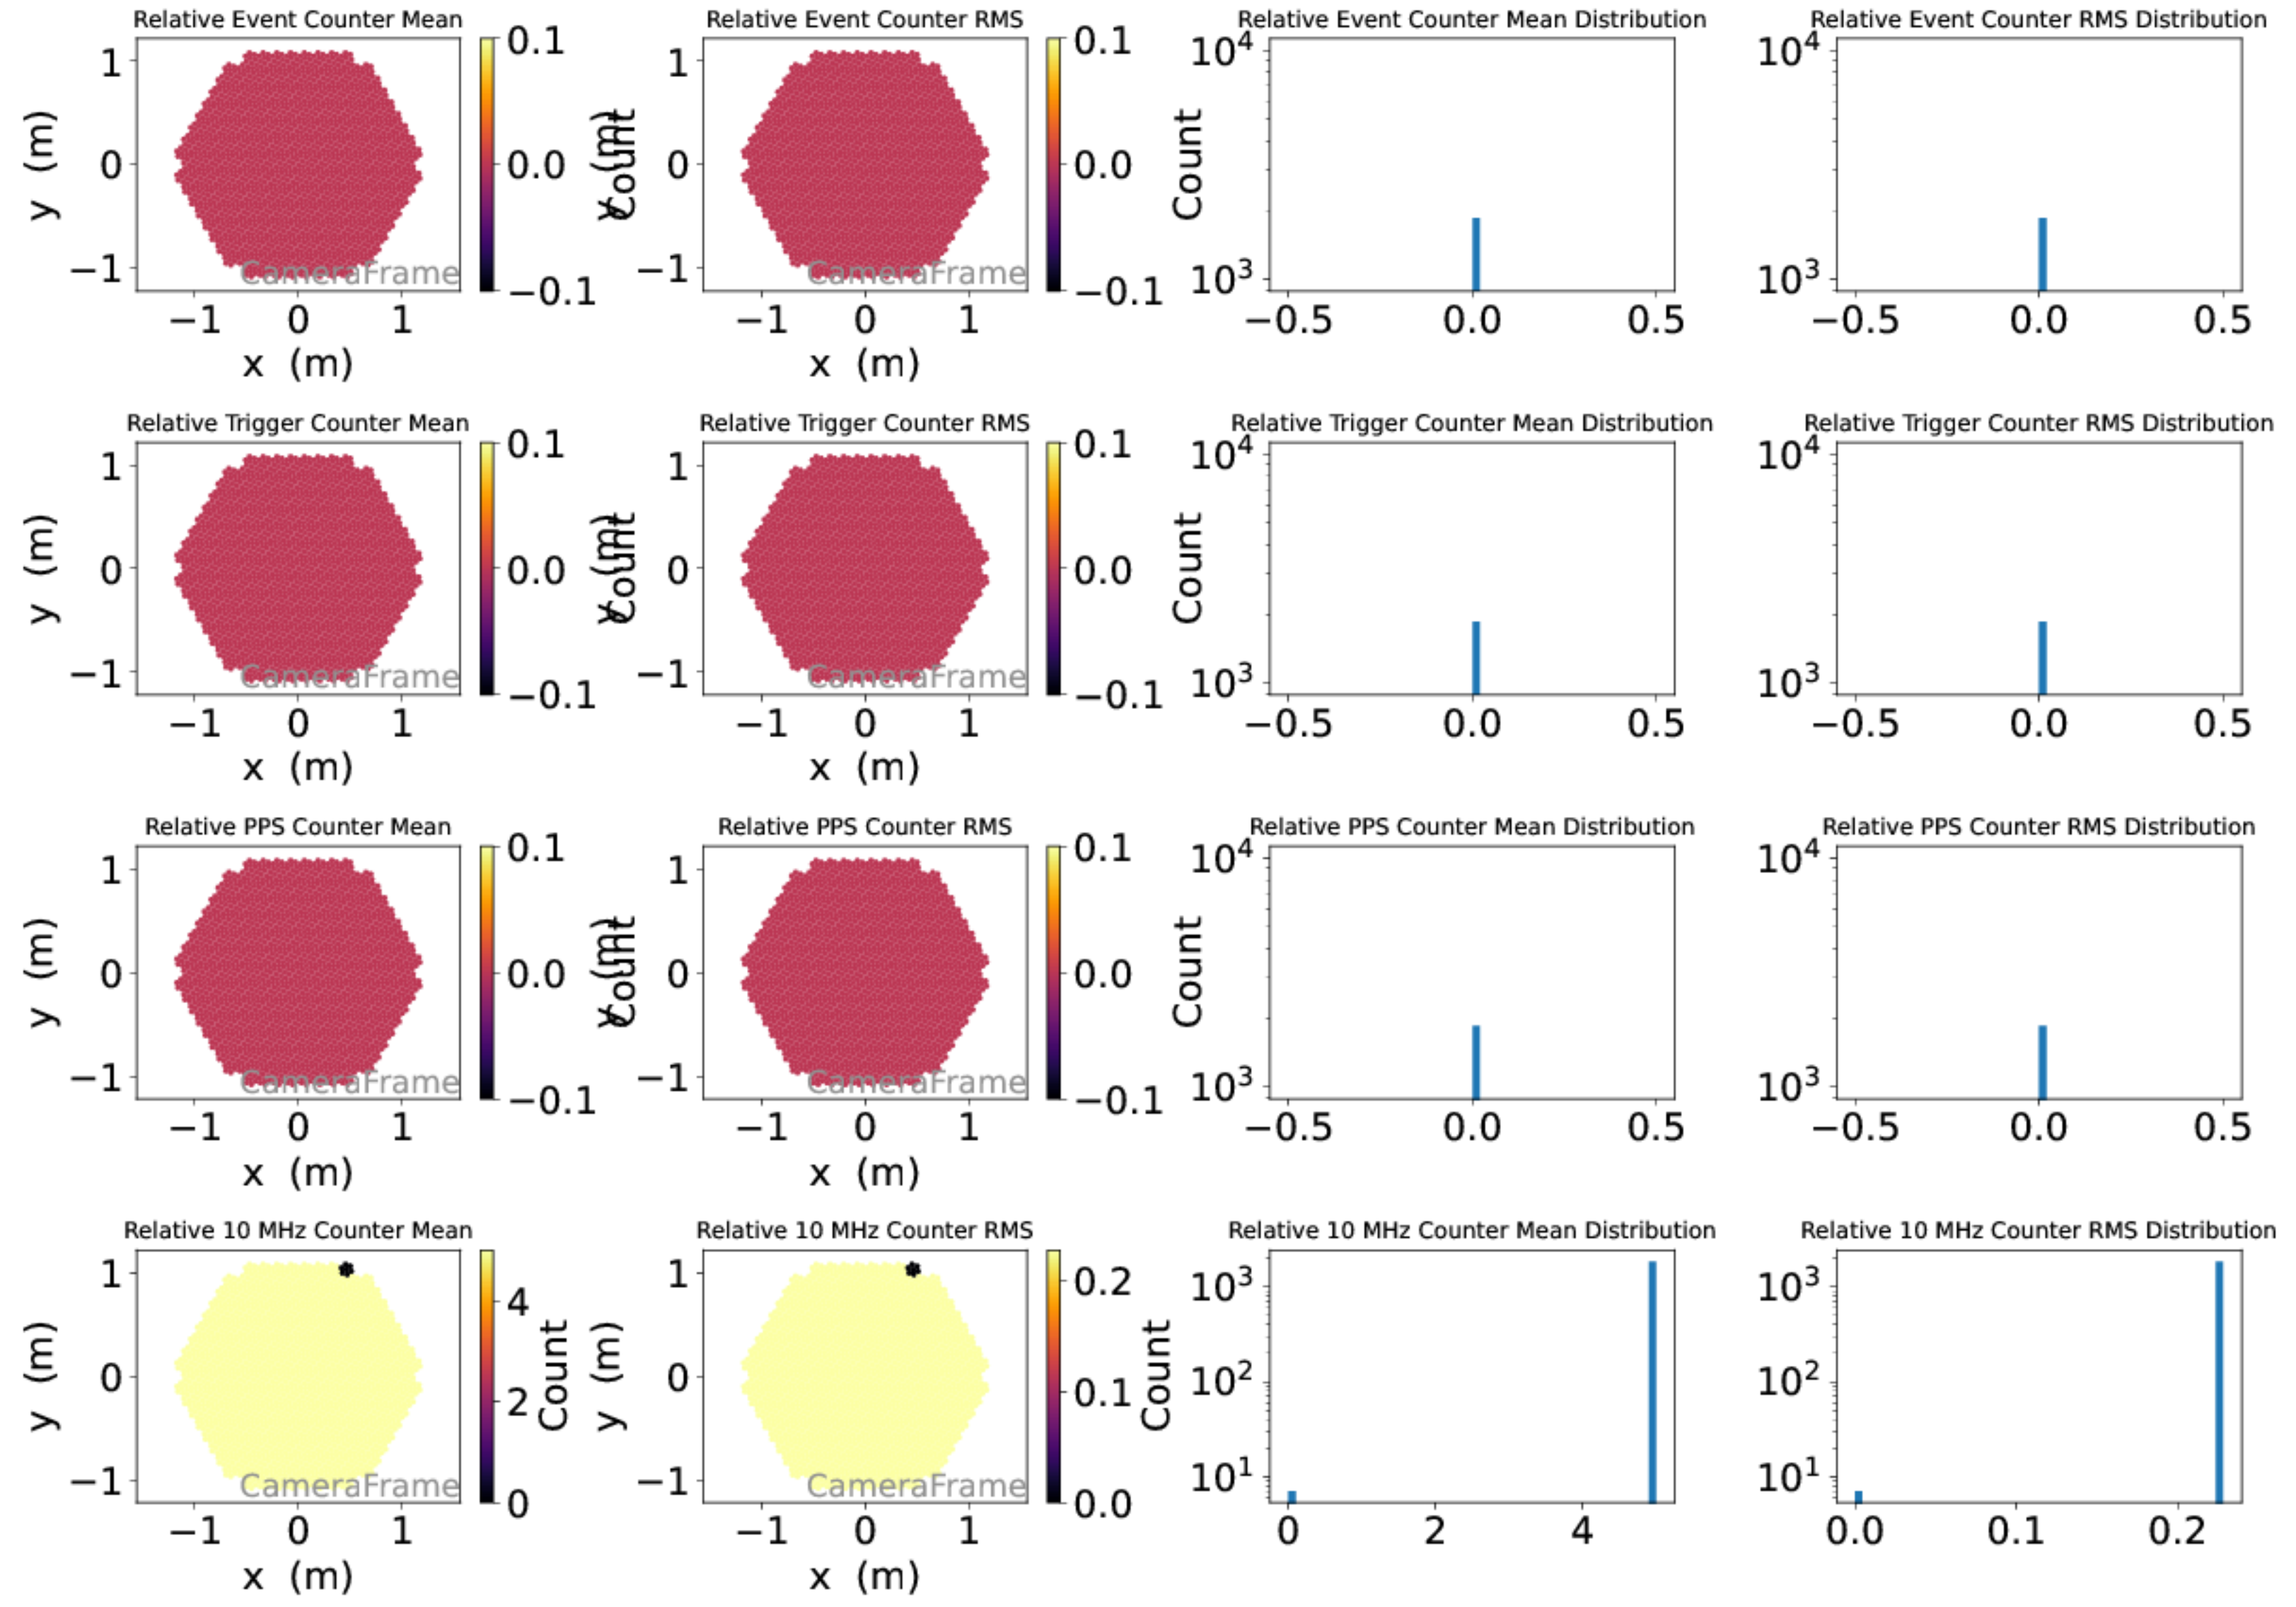 Relative Event Counter Mean
Relative Event Counter RMS
Relative Event Counter Mean Distribution
Relative Event Counter RMS Distribution
y (m)
1
0
−1
CameraFrame
−1 0 1
x (m)
0.1
0.0
−0.1
Count
y (m)
1
0
−1
CameraFrame
−1 0 1
x (m)
0.1
0.0
−0.1
Count
10⁴
10³
−0.5 0.0 0.5
10⁴
10³
−0.5 0.0 0.5
Relative Trigger Counter Mean
Relative Trigger Counter RMS
Relative Trigger Counter Mean Distribution
Relative Trigger Counter RMS Distribution
y (m)
1
0
−1
CameraFrame
−1 0 1
x (m)
0.1
0.0
−0.1
Count
y (m)
1
0
−1
CameraFrame
−1 0 1
x (m)
0.1
0.0
−0.1
Count
10⁴
10³
−0.5 0.0 0.5
10⁴
10³
−0.5 0.0 0.5
Relative PPS Counter Mean
Relative PPS Counter RMS
Relative PPS Counter Mean Distribution
Relative PPS Counter RMS Distribution
y (m)
1
0
−1
CameraFrame
−1 0 1
x (m)
0.1
0.0
−0.1
Count
y (m)
1
0
−1
CameraFrame
−1 0 1
x (m)
0.1
0.0
−0.1
Count
10⁴
10³
−0.5 0.0 0.5
10⁴
10³
−0.5 0.0 0.5
Relative 10 MHz Counter Mean
Relative 10 MHz Counter RMS
Relative 10 MHz Counter Mean Distribution
Relative 10 MHz Counter RMS Distribution
y (m)
1
0
−1
CameraFrame
−1 0 1
x (m)
4
2
0
Count
y (m)
1
0
−1
CameraFrame
−1 0 1
x (m)
0.2
0.1
0.0
Count
10³
10²
10¹
0 2 4
10³
10²
10¹
0.0 0.1 0.2